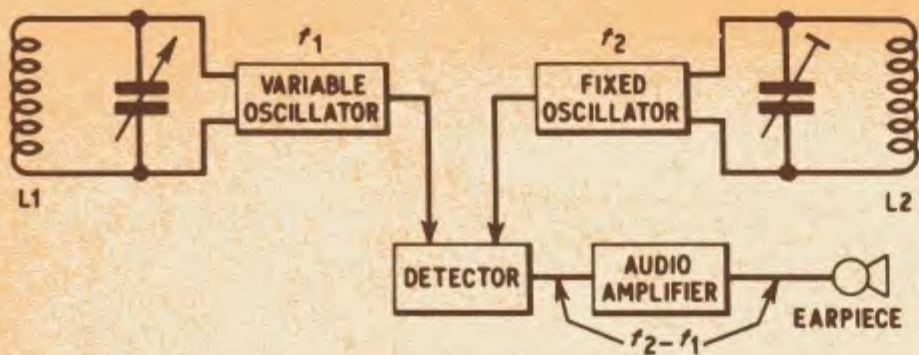 f1
VARIABLE
OSCILLATOR
f2
FIXED
OSCILLATOR
L1
L2
DETECTOR
AUDIO
AMPLIFIER
EARPIECE
f2-f1